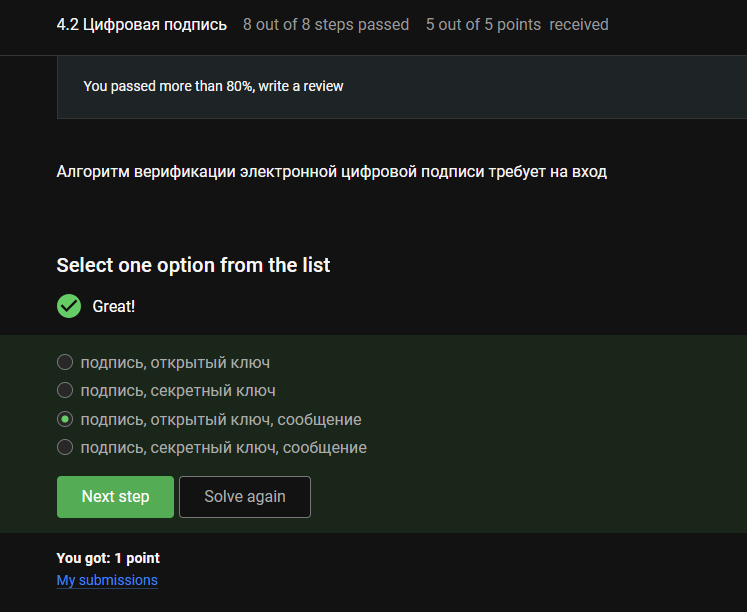 4.2 Цифровая подпись 8 out of 8 steps passed 5 out of 5 points received
You passed more than 80%, write a review
Алгоритм верификации электронной цифровой подписи требует на вход
Select one option from the list
Great!
подпись, открытый ключ
подпись, секретный ключ
подпись, открытый ключ, сообщение
подпись, секретный ключ, сообщение
Next step Solve again
You got: 1 point
My submissions